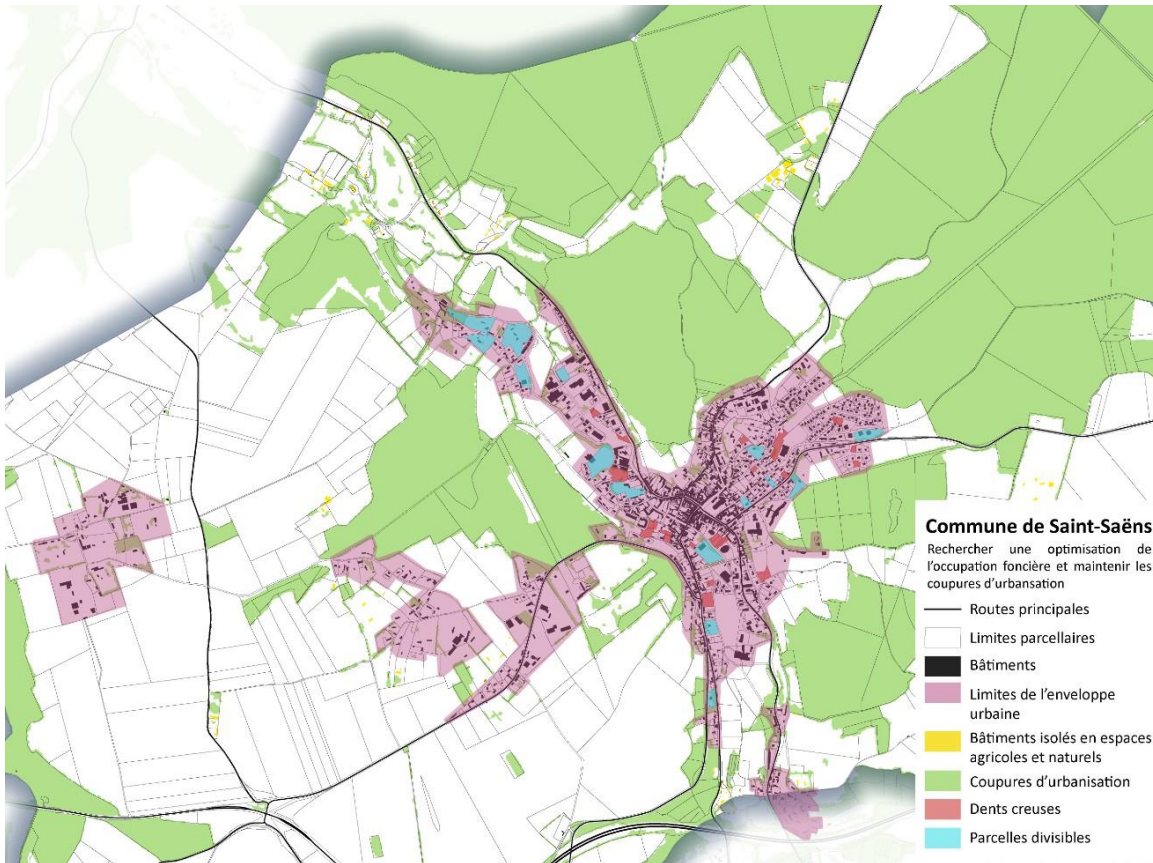 Commune de Saint-Saëns
Rechercher une optimisation de
l'occupation foncière et maintenir les
coupures d'urbansation
Routes principales
Limites parcellaires
Bâtiments
Limites de l'enveloppe
urbaine
Bâtiments isolés en espaces
agricoles et naturels
Coupures d'urbanisation
Dents creuses
Parcelles divisibles